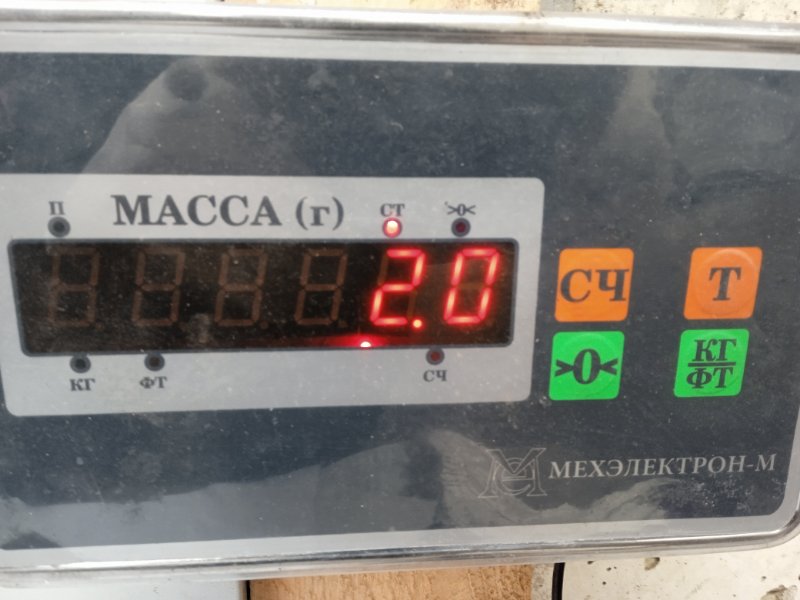 П МАССА (г) СТ >0<
2.0
КГ ФТ СЧ
СЧ Т
>0< КГ/ФТ
МЕХЭЛЕКТРОН-М